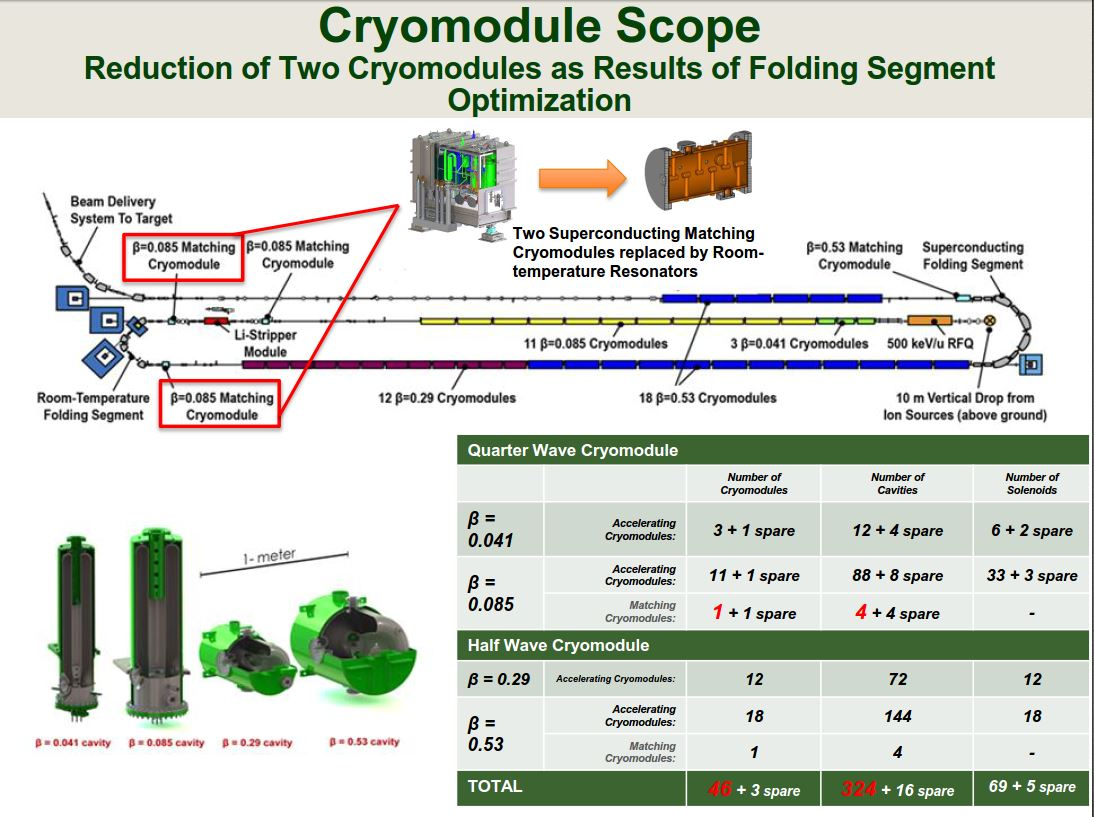 Cryomodule Scope
Reduction of Two Cryomodules as Results of Folding Segment
Optimization
Beam Delivery
System To Target
β=0.085 Matching
Cryomodule
β=0.085 Matching
Cryomodule
Two Superconducting Matching
Cryomodules replaced by Room-
temperature Resonators
β=0.53 Matching
Cryomodule
Superconducting
Folding Segment
Li-Stripper
Module
11 β=0.085 Cryomodules
3 β=0.041 Cryomodules
500 keV/u RFQ
Room-Temperature
Folding Segment
β=0.085 Matching
Cryomodule
12 β=0.29 Cryomodules
18 β=0.53 Cryomodules
10 m Vertical Drop from
Ion Sources (above ground)
1- meter
β = 0.041 cavity
β = 0.085 cavity
β = 0.29 cavity
β = 0.53 cavity
Quarter Wave Cryomodule
Number of
Cryomodules
Number of
Cavities
Number of
Solenoids
β =
0.041
Accelerating
Cryomodules:
3 + 1 spare
12 + 4 spare
6 + 2 spare
β =
0.085
Accelerating
Cryomodules:
11 + 1 spare
88 + 8 spare
33 + 3 spare
Matching
Cryomodules:
1 + 1 spare
4 + 4 spare
-
Half Wave Cryomodule
β = 0.29
Accelerating Cryomodules:
12
72
12
β =
0.53
Accelerating
Cryomodules:
18
144
18
Matching
Cryomodules:
1
4
-
TOTAL
46 + 3 spare
324 + 16 spare
69 + 5 spare